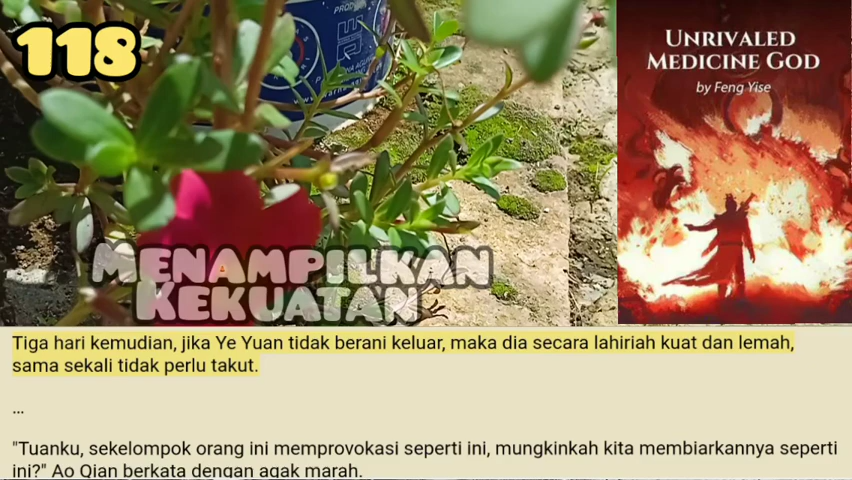 118
PRODU
UNRIVALED
MEDICINE GOD
by Feng Yise
MENAMPILKAN
KEKUATAN
Tiga hari kemudian, jika Ye Yuan tidak berani keluar, maka dia secara lahiriah kuat dan lemah,
sama sekali tidak perlu takut.
...
"Tuanku, sekelompok orang ini memprovokasi seperti ini, mungkinkah kita membiarkannya seperti
ini?" Ao Qian berkata dengan agak marah.